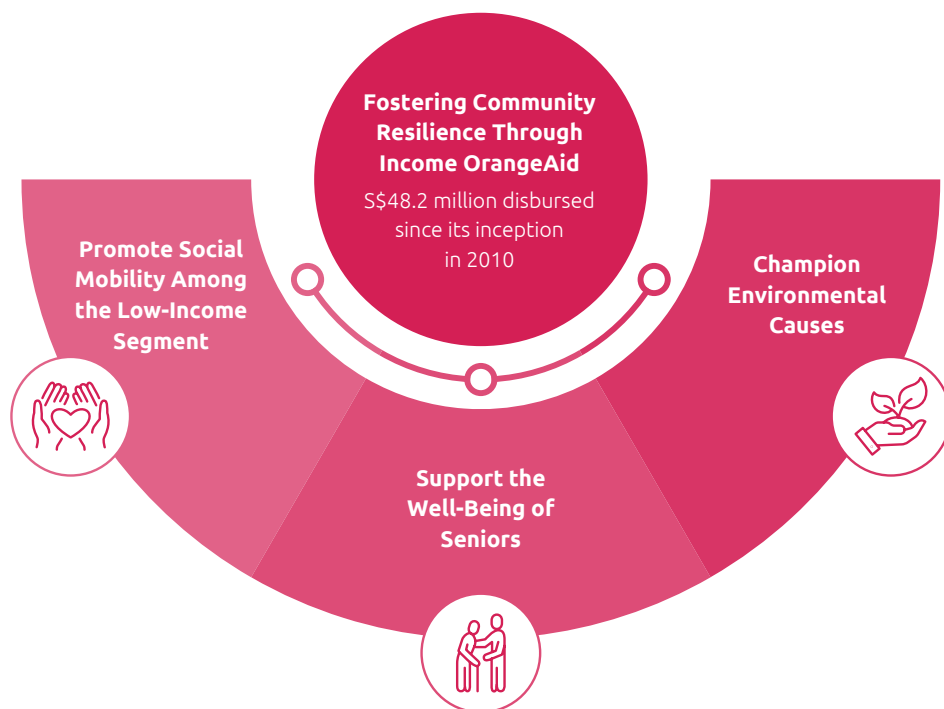 Fostering Community
Resilience Through
Income OrangeAid
S$48.2 million disbursed
since its inception
in 2010
Promote Social
Mobility Among
the Low-Income
Segment
Support the
Well-Being of
Seniors
Champion
Environmental
Causes